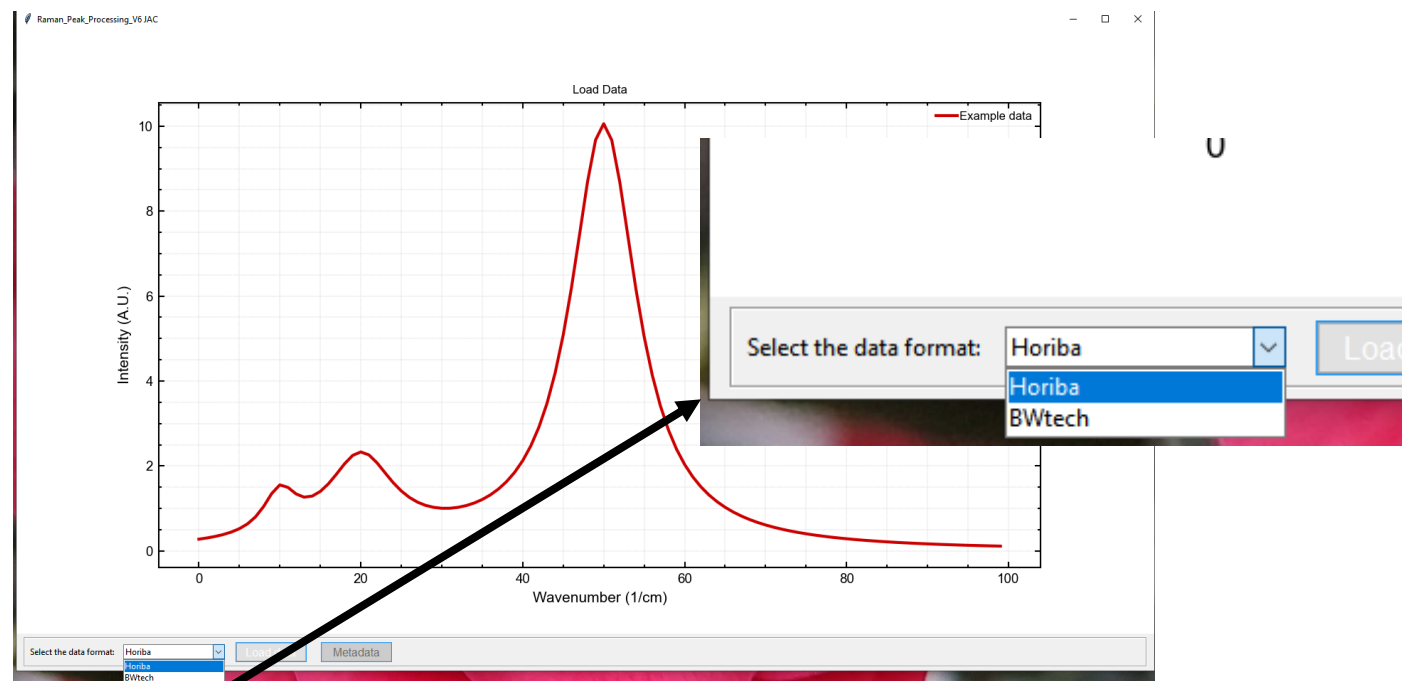 Raman_Peak_Processing_V6 JAC
Load Data
Example data
10
8
6
4
2
0
Intensity (A.U.)
0 20 40 60 80 100
Wavenumber (1/cm)
0
Select the data format: Horiba
Horiba
BWtech
Select the data format: Horiba Metadata
Horiba
BWtech